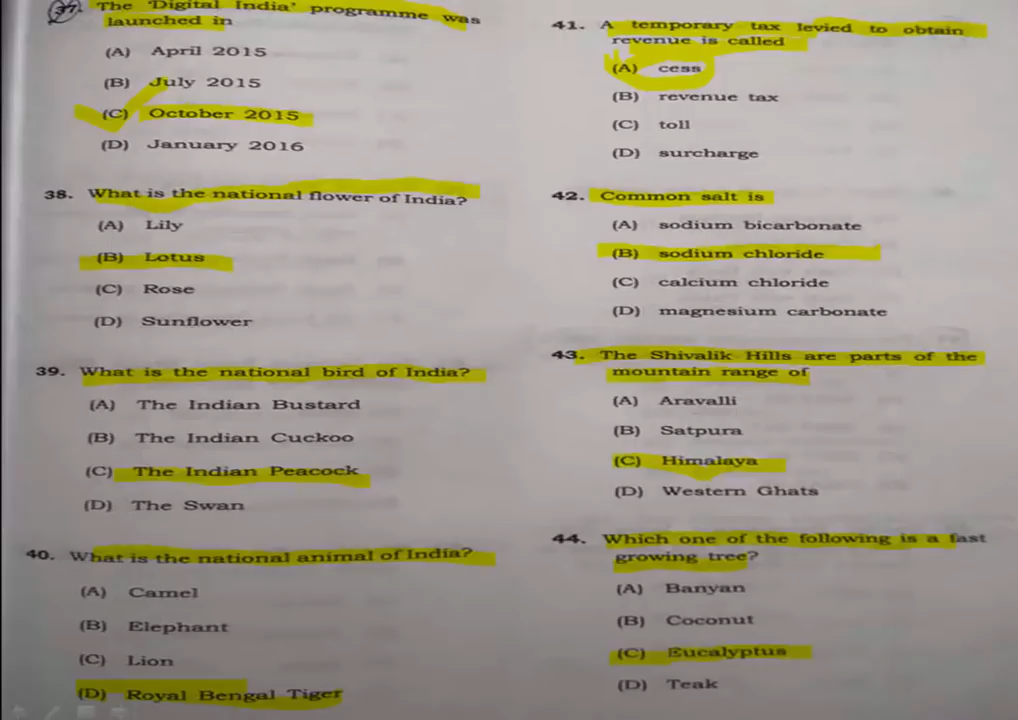 37. The 'Digital India' programme was
launched in
(A) April 2015
(B) July 2015
(C) October 2015
(D) January 2016
38. What is the national flower of India?
(A) Lily
(B) Lotus
(C) Rose
(D) Sunflower
39. What is the national bird of India?
(A) The Indian Bustard
(B) The Indian Cuckoo
(C) The Indian Peacock
(D) The Swan
40. What is the national animal of India?
(A) Camel
(B) Elephant
(C) Lion
(D) Royal Bengal Tiger
41. A temporary tax levied to obtain
revenue is called
(A) cess
(B) revenue tax
(C) toll
(D) surcharge
42. Common salt is
(A) sodium bicarbonate
(B) sodium chloride
(C) calcium chloride
(D) magnesium carbonate
43. The Shivalik Hills are parts of the
mountain range of
(A) Aravalli
(B) Satpura
(C) Himalaya
(D) Western Ghats
44. Which one of the following is a fast
growing tree?
(A) Banyan
(B) Coconut
(C) Eucalyptus
(D) Teak